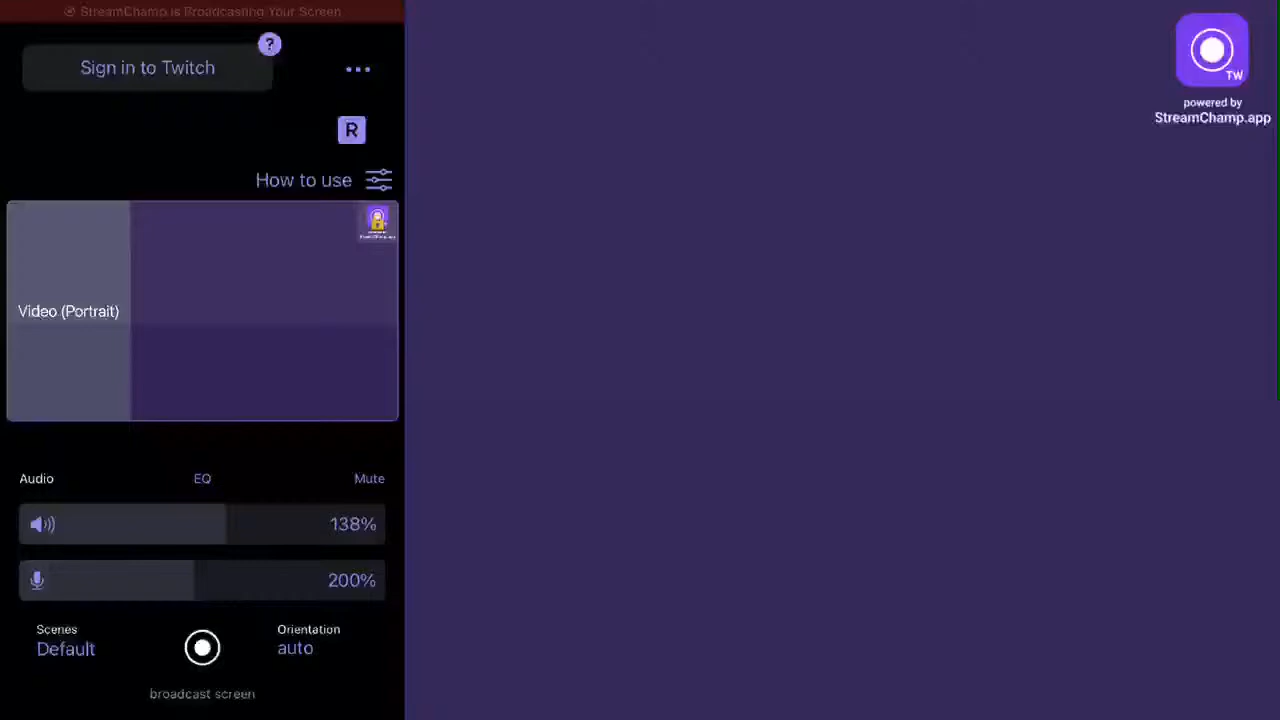 StreamChamp is Broadcasting Your Screen
Sign in to Twitch
?
R
How to use
Video (Portrait)
Audio
EQ
Mute
138%
200%
Scenes
Default
Orientation
auto
broadcast screen
TW
powered by
StreamChamp.app